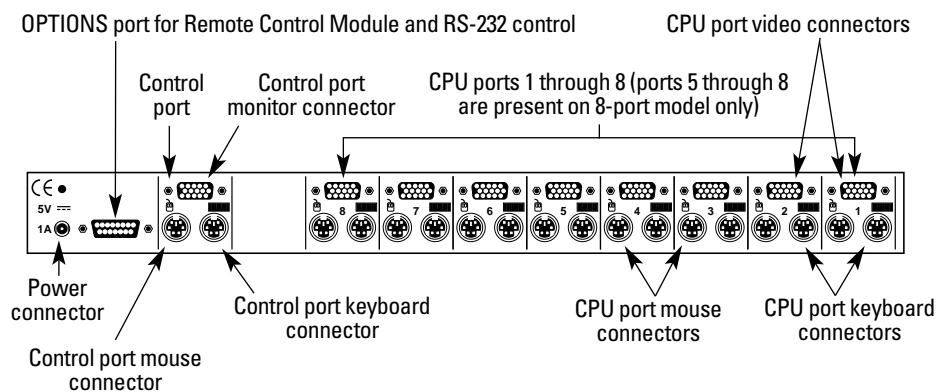 OPTIONS port for Remote Control Module and RS-232 control
CPU port video connectors
Control
port
Control port
monitor connector
CPU ports 1 through 8 (ports 5 through 8
are present on 8-port model only)
CE
5V
1A
8
7
6
5
4
3
2
1
Power
connector
Control port mouse
connector
Control port keyboard
connector
CPU port mouse
connectors
CPU port keyboard
connectors